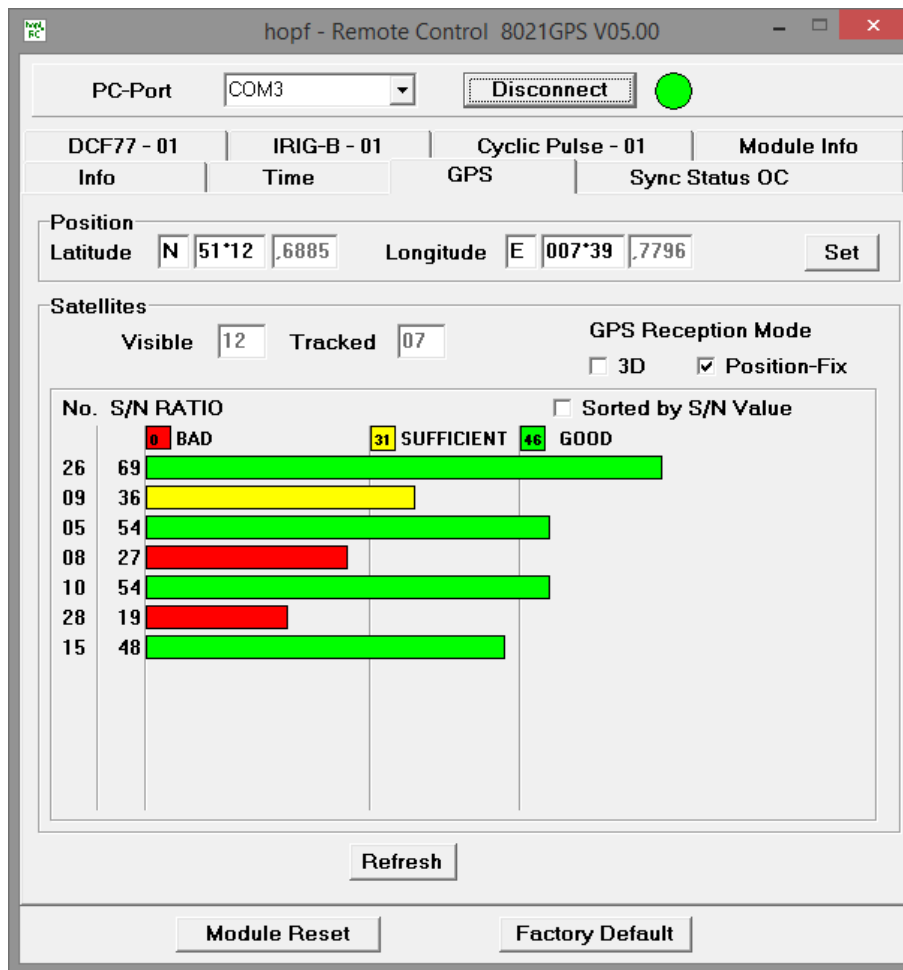 hopf RC hopf - Remote Control 8021GPS V05.00
PC-Port COM3 Disconnect
DCF77 - 01 IRIG-B - 01 Cyclic Pulse - 01 Module Info
Info Time GPS Sync Status OC
Position
Latitude N 51*12 ,6885 Longitude E 007*39 ,7796 Set
Satellites
GPS Reception Mode
Visible 12 Tracked 07
3D Position-Fix
No. S/N RATIO Sorted by S/N Value
0 BAD 31 SUFFICIENT 46 GOOD
26 69
09 36
05 54
08 27
10 54
28 19
15 48
Refresh
Module Reset Factory Default